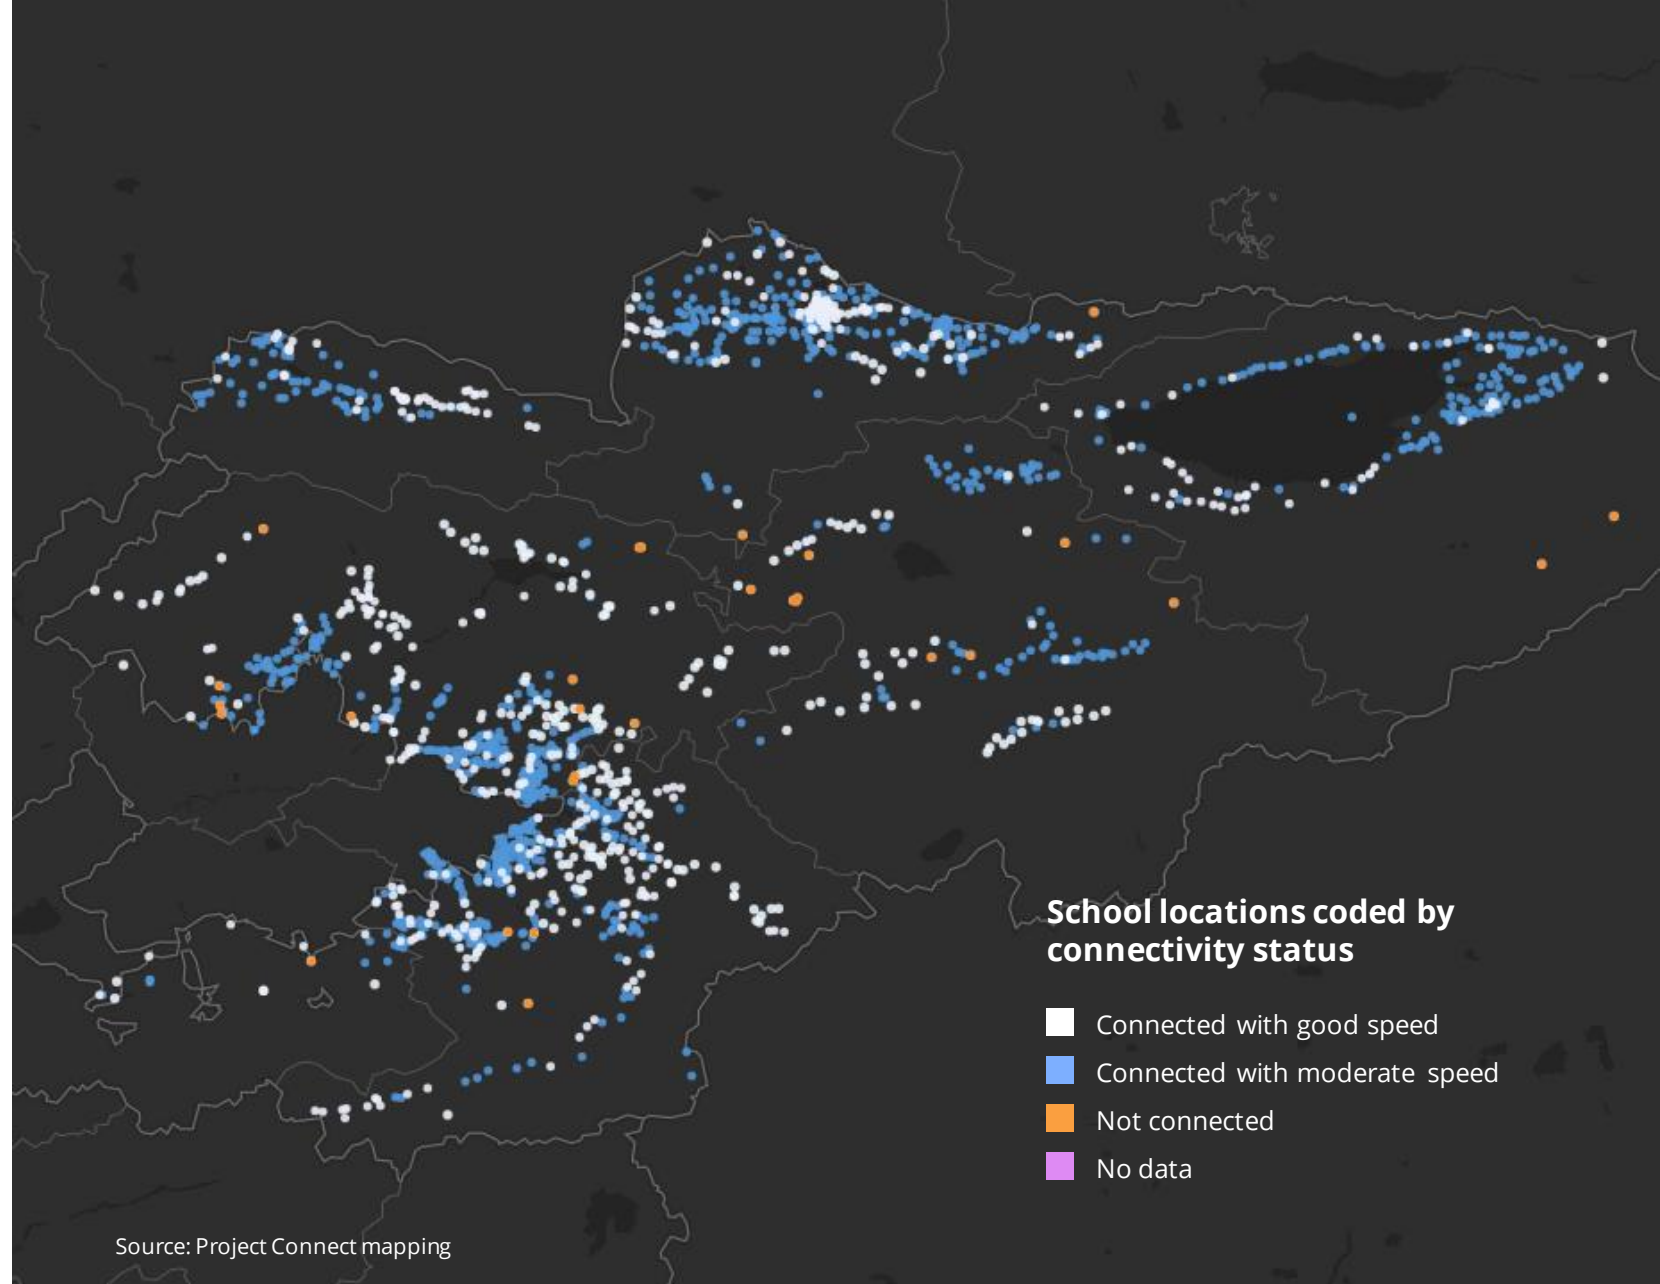 School locations coded by
connectivity status
Connected with good speed
Connected with moderate speed
Not connected
No data
Source: Project Connect mapping